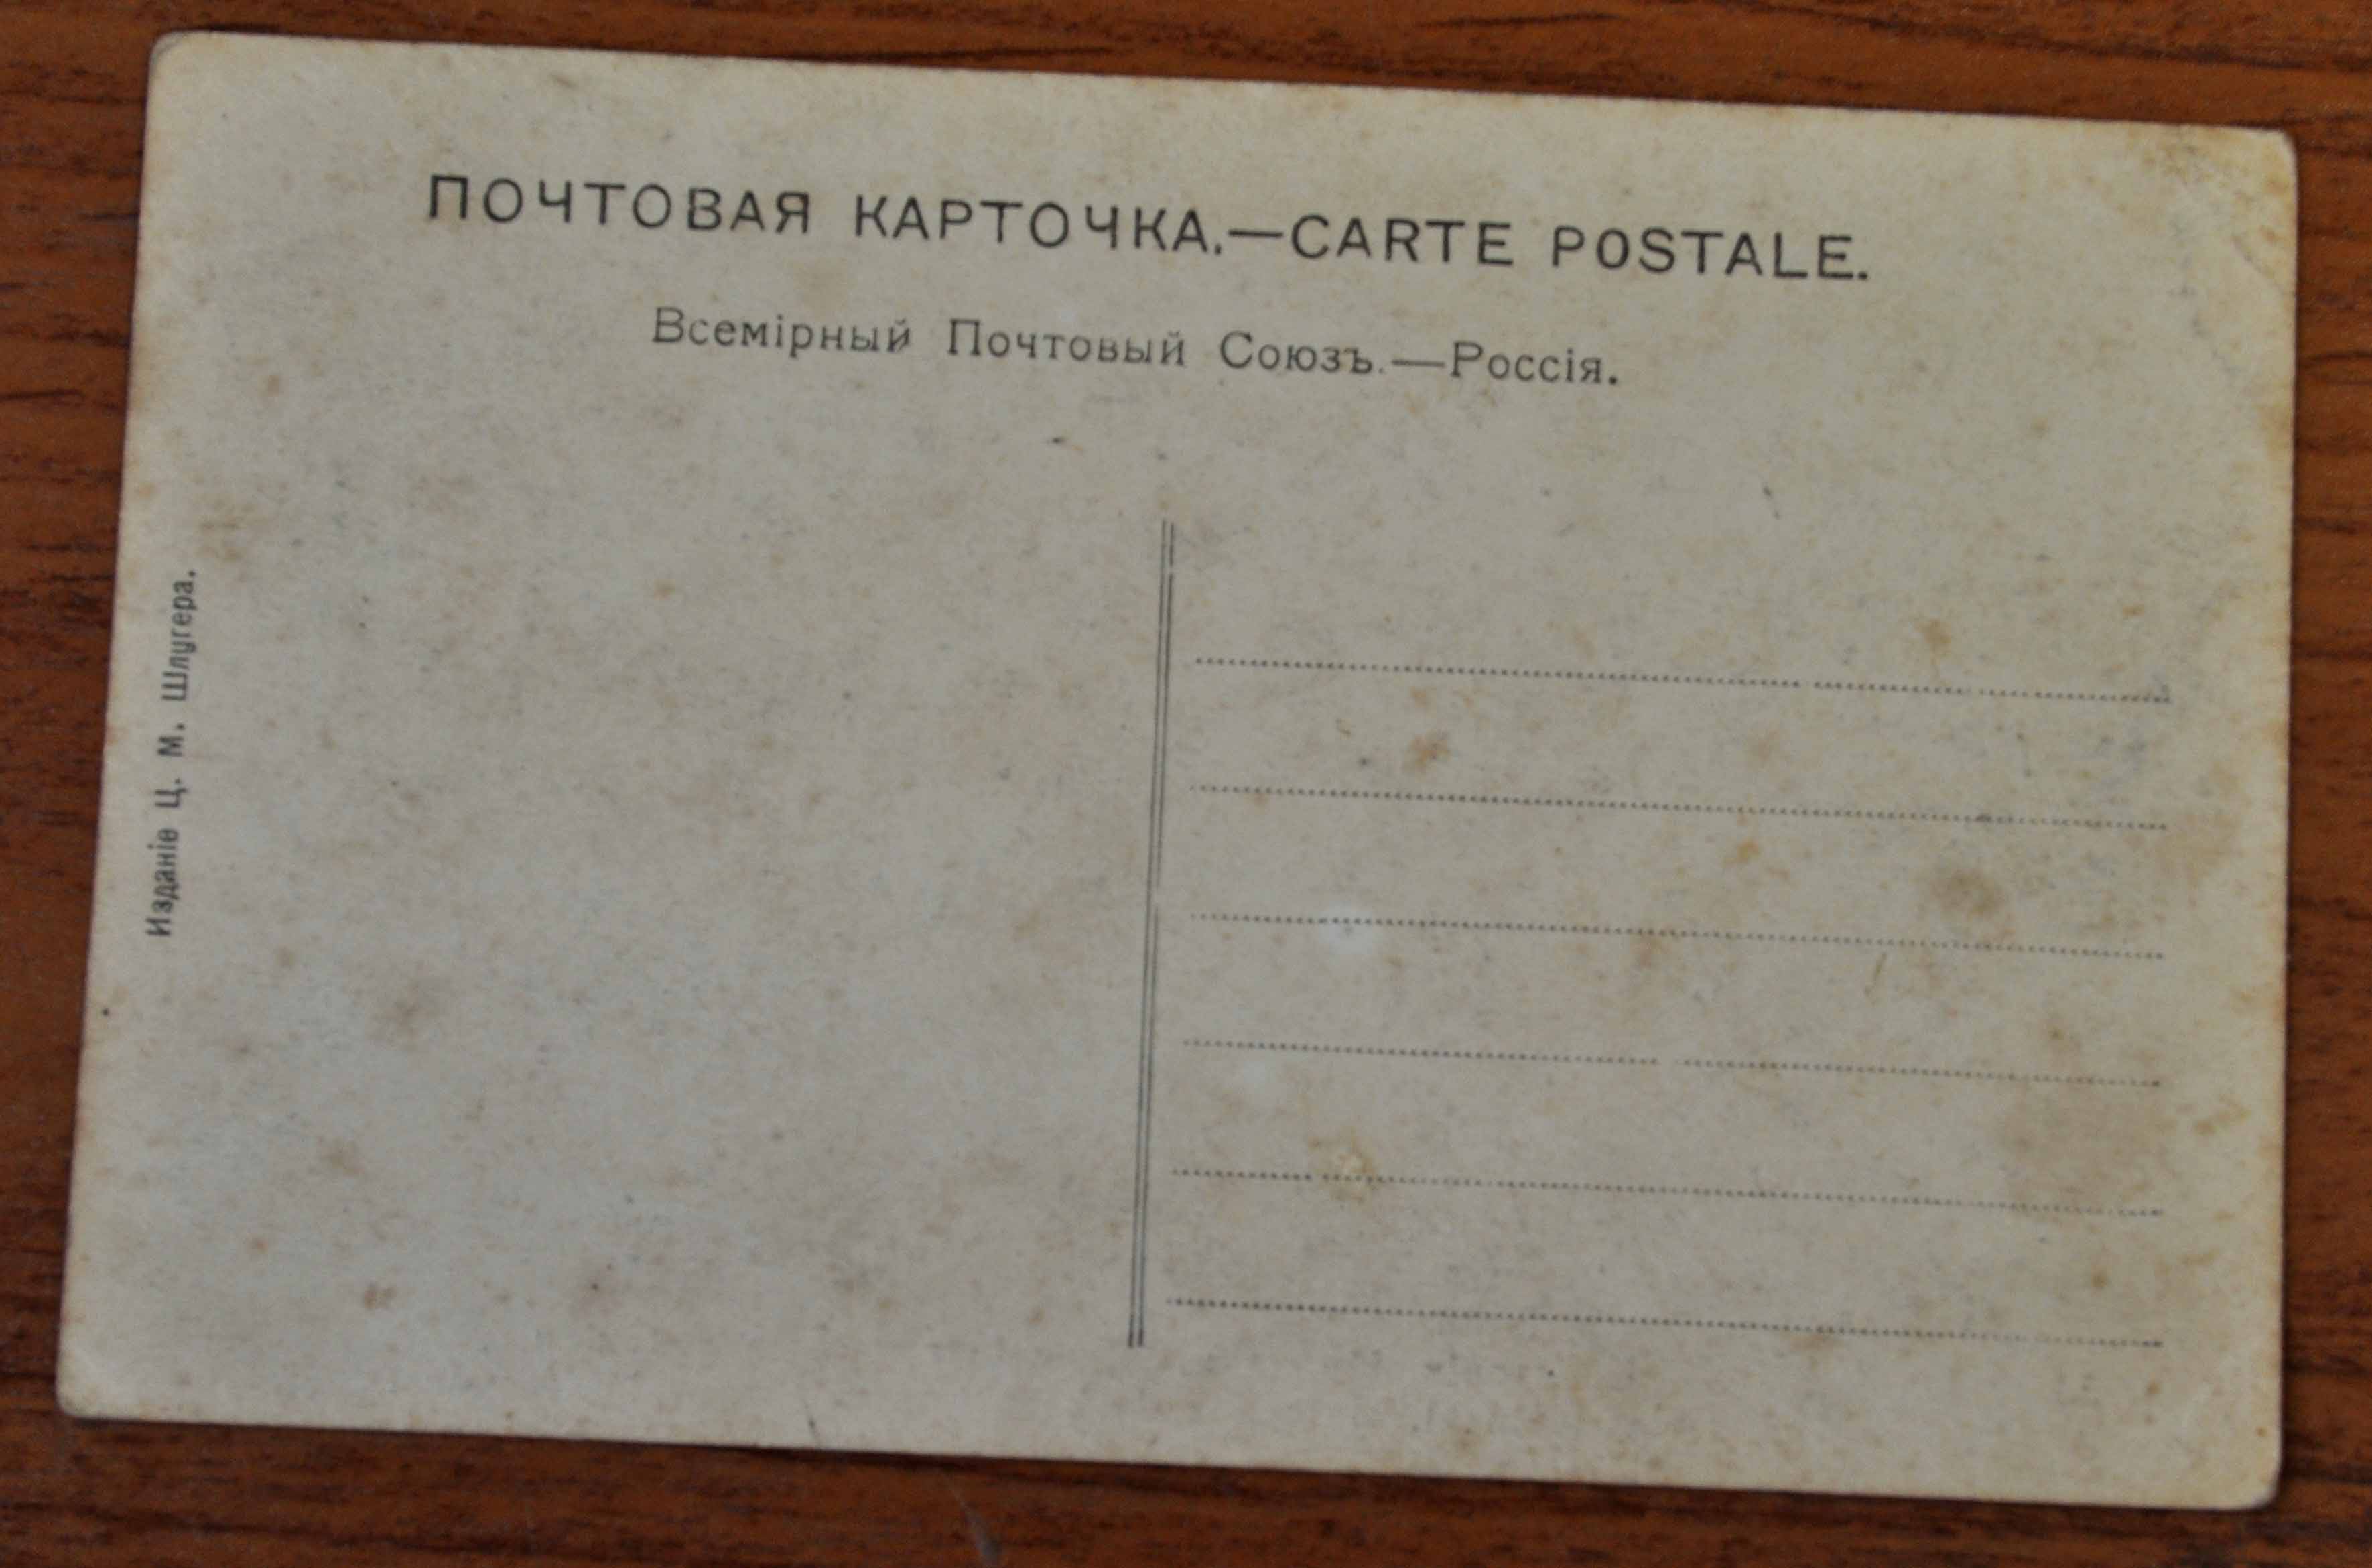 ПОЧТОВАЯ КАРТОЧКА.—CARTE POSTALE.
Всемірный Почтовый Союзъ.—Россія.
Изданіе Ц. М. Шлугера.